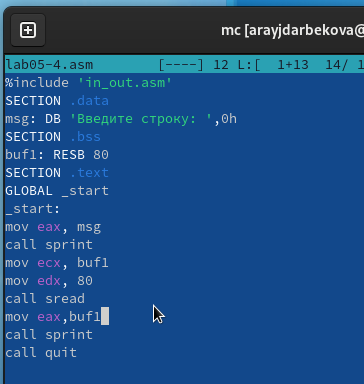 mc [arayjdarbekova@
lab05-4.asm [----] 12 L:[ 1+13 14/ 1
%include 'in_out.asm'
SECTION .data
msg: DB 'Введите строку: ',0h
SECTION .bss
buf1: RESB 80
SECTION .text
GLOBAL _start
_start:
mov eax, msg
call sprint
mov ecx, buf1
mov edx, 80
call sread
mov eax,buf1
call sprint
call quit